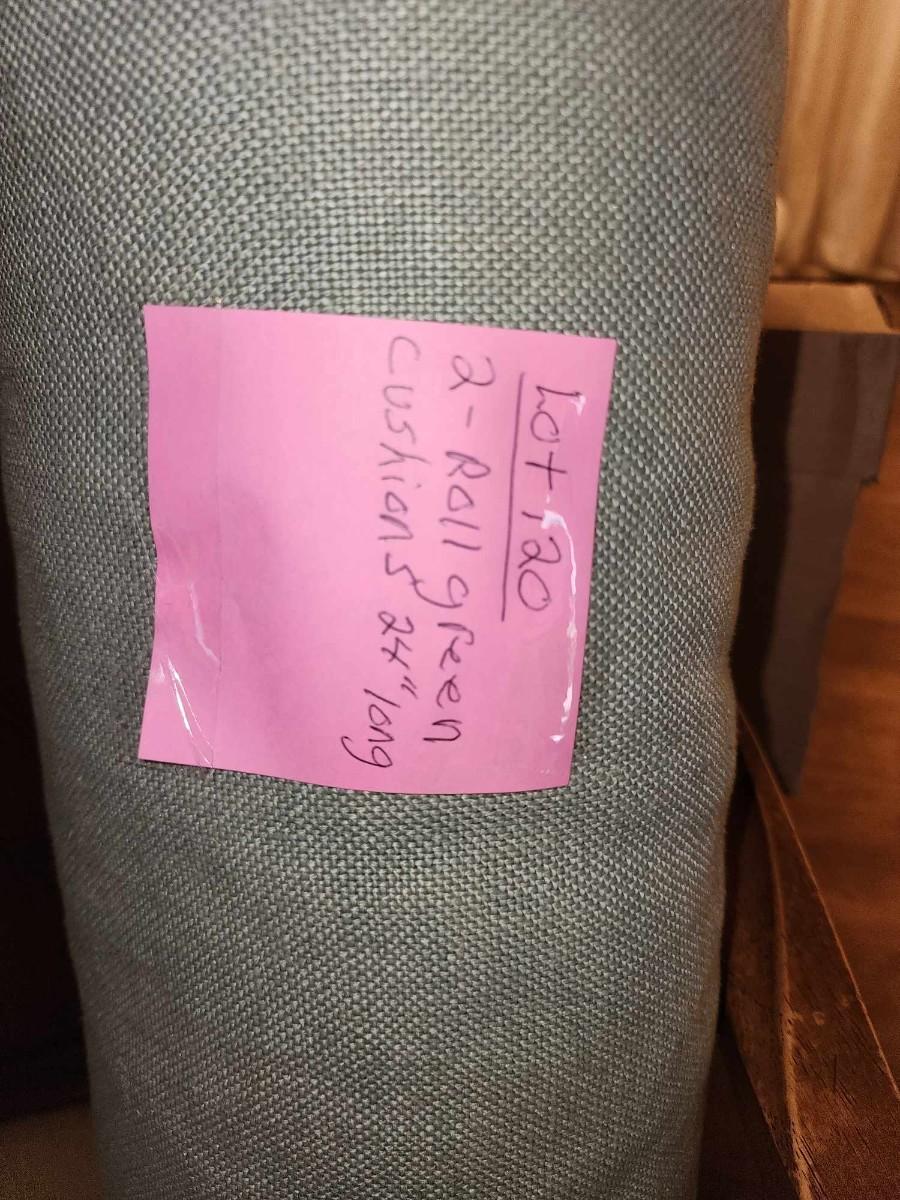 Lot 120
2-Roll green
cushions 24" long